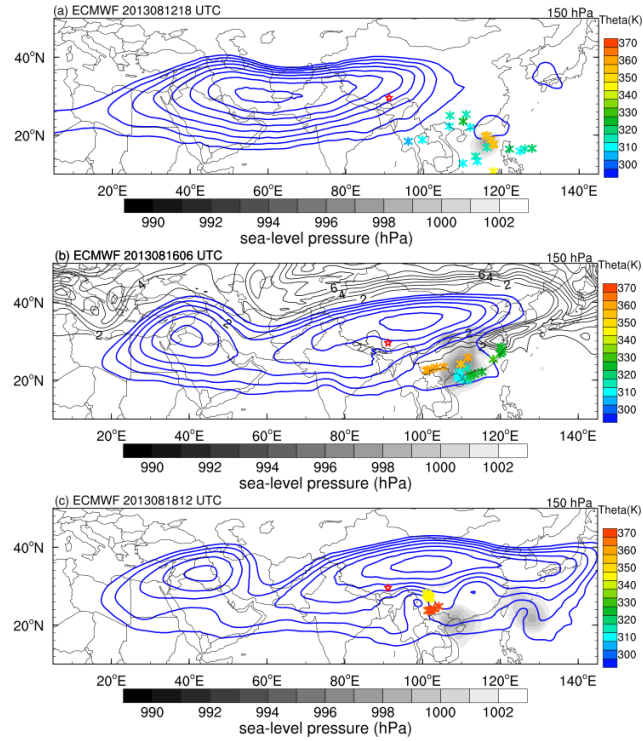 (a) ECMWF 2013081218 UTC 150 hPa
Theta(K)
40°N
20°N
370
360
350
340
330
320
310
300
20°E 40°E 60°E 80°E 100°E 120°E 140°E
990 992 994 996 998 1000 1002
sea-level pressure (hPa)
(b) ECMWF 2013081606 UTC 150 hPa
Theta(K)
40°N
20°N
4 2 2 6 4 2 64 2 2
370
360
350
340
330
320
310
300
20°E 40°E 60°E 80°E 100°E 120°E 140°E
990 992 994 996 998 1000 1002
sea-level pressure (hPa)
(c) ECMWF 2013081812 UTC 150 hPa
Theta(K)
40°N
20°N
370
360
350
340
330
320
310
300
20°E 40°E 60°E 80°E 100°E 120°E 140°E
990 992 994 996 998 1000 1002
sea-level pressure (hPa)